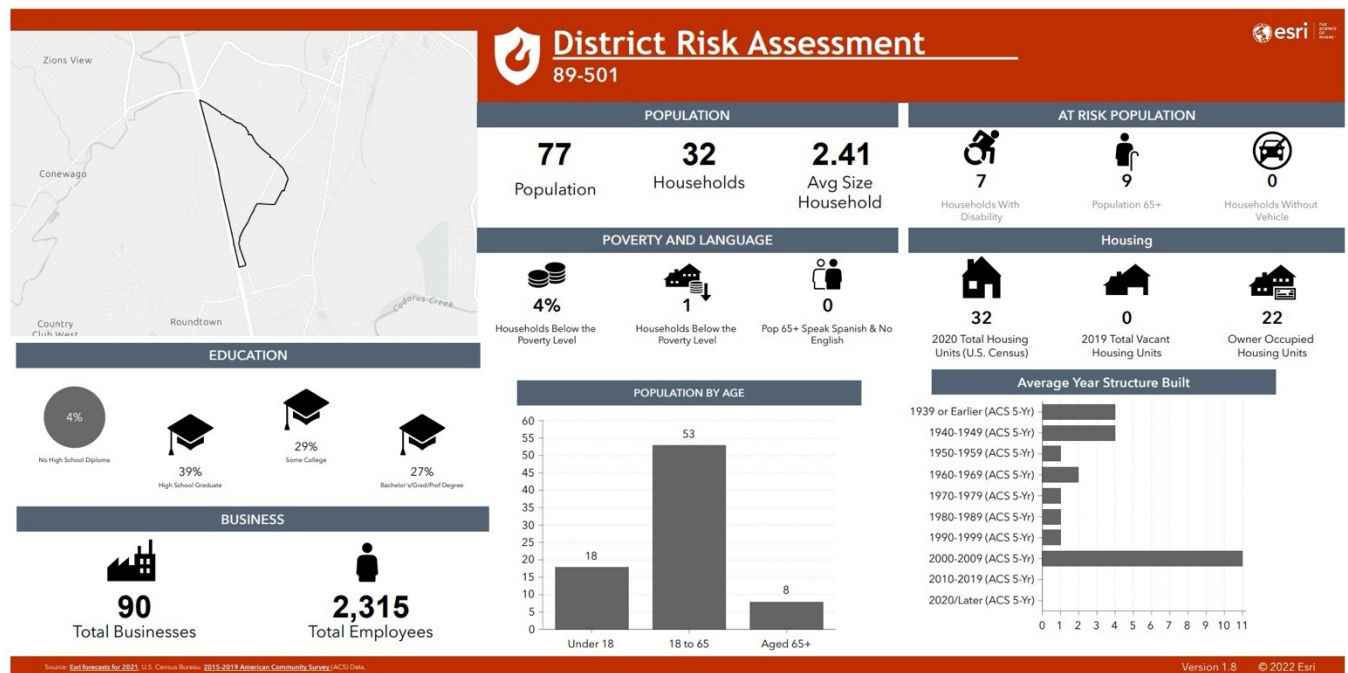 District Risk Assessment
89-501
esri
THE
SCIENCE
OF
WHERE
Zions View
Conewago
Codorus Creek
Roundtown
Country
Club West
POPULATION
77
Population
32
Households
2.41
Avg Size
Household
AT RISK POPULATION
7
Households With
Disability
9
Population 65+
0
Households Without
Vehicle
POVERTY AND LANGUAGE
4%
Households Below the
Poverty Level
1
Households Below the
Poverty Level
0
Pop 65+ Speak Spanish & No
English
Housing
32
2020 Total Housing
Units (U.S. Census)
0
2019 Total Vacant
Housing Units
22
Owner Occupied
Housing Units
EDUCATION
4%
No High School Diploma
39%
High School Graduate
29%
Some College
27%
Bachelor's/Grad/Prof Degree
BUSINESS
90
Total Businesses
2,315
Total Employees
POPULATION BY AGE
60
55
50
45
40
35
30
25
20
15
10
5
0
18
53
8
Under 18
18 to 65
Aged 65+
Average Year Structure Built
1939 or Earlier (ACS 5-Yr)
1940-1949 (ACS 5-Yr)
1950-1959 (ACS 5-Yr)
1960-1969 (ACS 5-Yr)
1970-1979 (ACS 5-Yr)
1980-1989 (ACS 5-Yr)
1990-1999 (ACS 5-Yr)
2000-2009 (ACS 5-Yr)
2010-2019 (ACS 5-Yr)
2020/Later (ACS 5-Yr)
0 1 2 3 4 5 6 7 8 9 10 11
Source: Esri forecasts for 2021, U.S. Census Bureau 2015-2019 American Community Survey (ACS) Data,
Version 1.8 © 2022 Esri